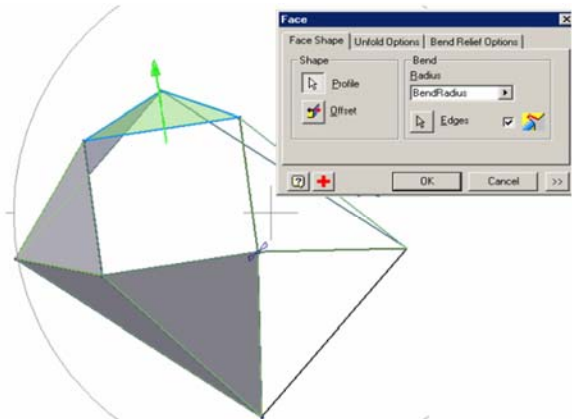 Face
Face Shape Unfold Options Bend Relief Options
Shape Bend
Profile
Offset
Radius
BendRadius
Edges
OK Cancel >>